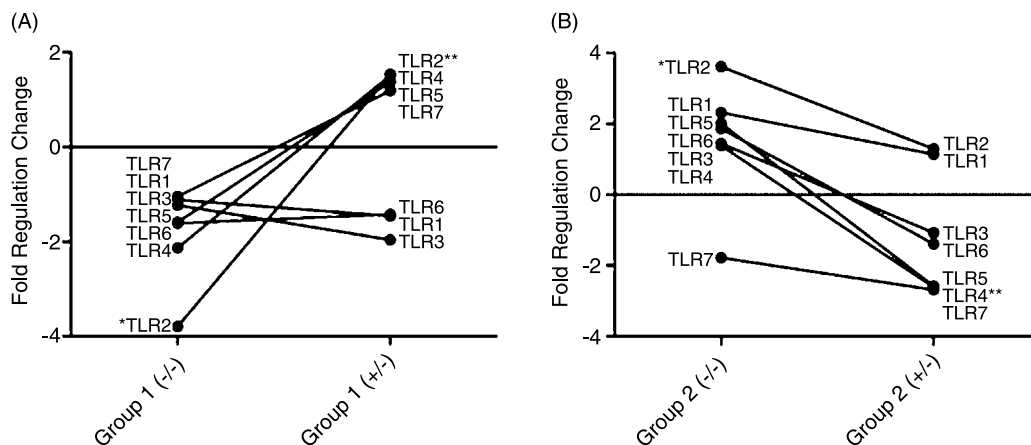 (A)
Fold Regulation Change
2
0
-2
-4
TLR7
TLR1
TLR3
TLR5
TLR6
TLR4
*TLR2
TLR2**
TLR4
TLR5
TLR7
TLR6
TLR1
TLR3
Group 1 (-/-)
Group 1 (+/-)
(B)
Fold Regulation Change
4
2
0
-2
-4
*TLR2
TLR1
TLR5
TLR6
TLR3
TLR4
TLR7
TLR2
TLR1
TLR3
TLR6
TLR5
TLR4**
TLR7
Group 2 (-/-)
Group 2 (+/-)